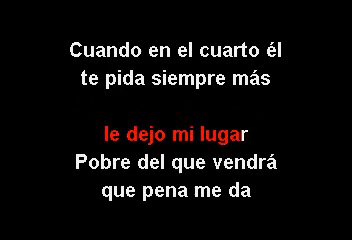 Cuando en el cuarto él
te pida siempre más
le dejo mi lugar
Pobre del que vendrá
que pena me da